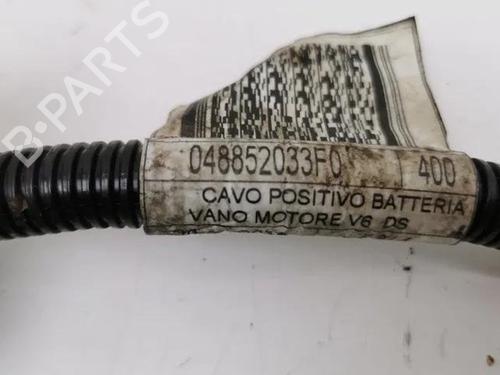 B-PARTS
048852033F0 400
CAVO POSITIVO BATTERIA
VANO MOTORE V6 DS